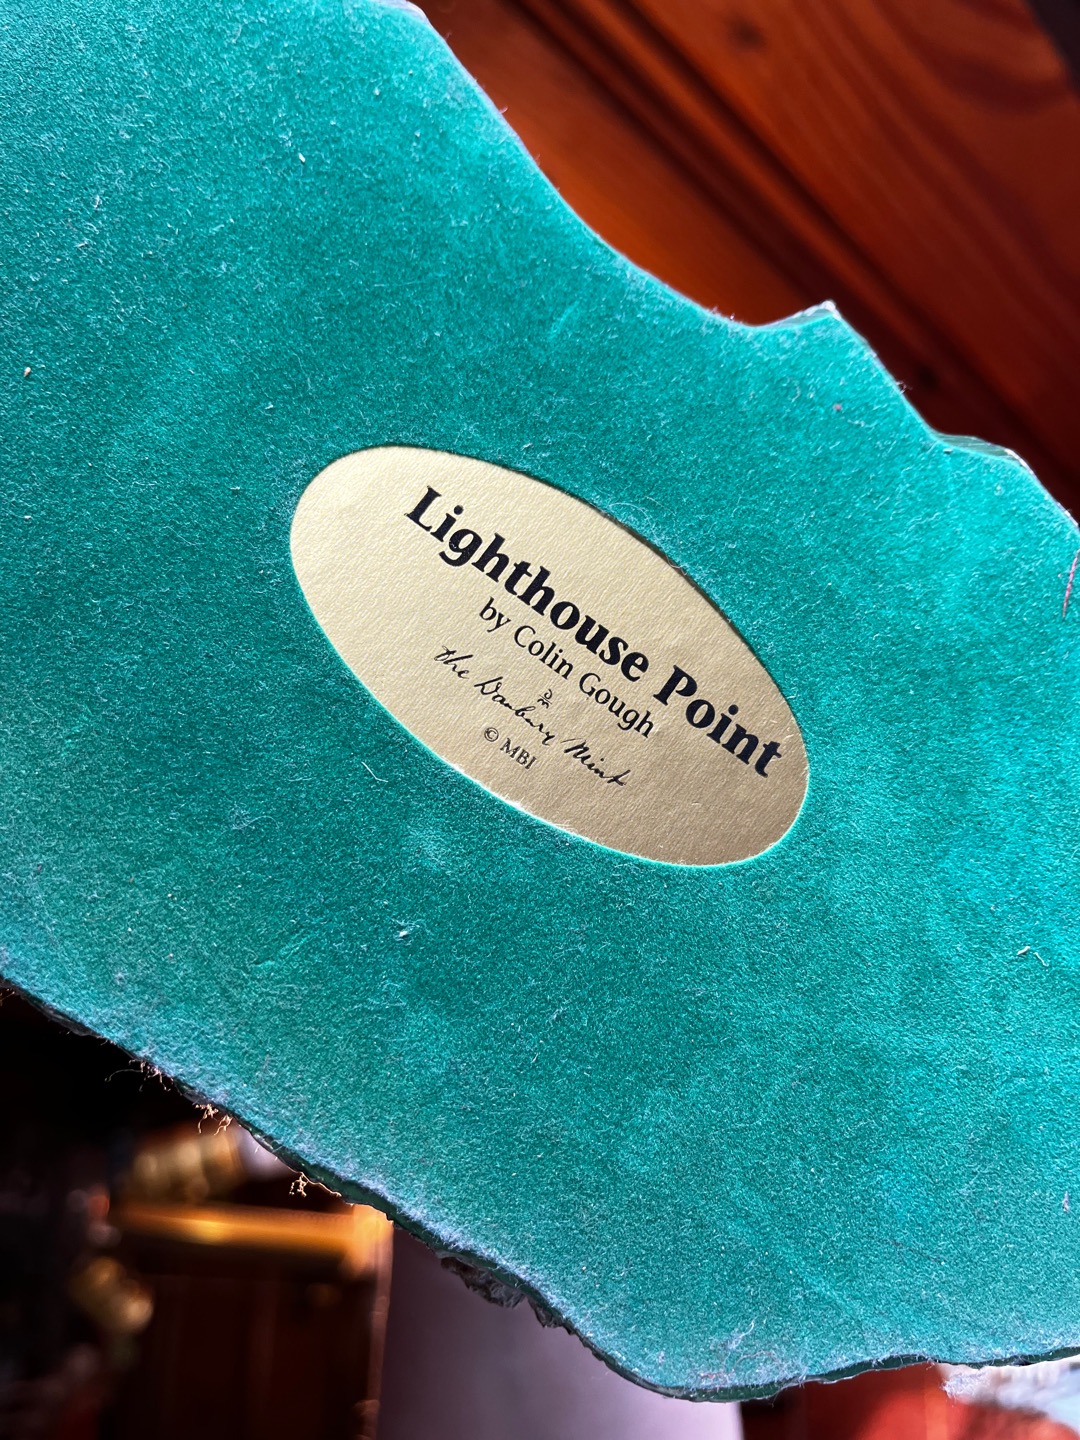 Lighthouse Point
by Colin Gough
the Danbury Mint
© MBI